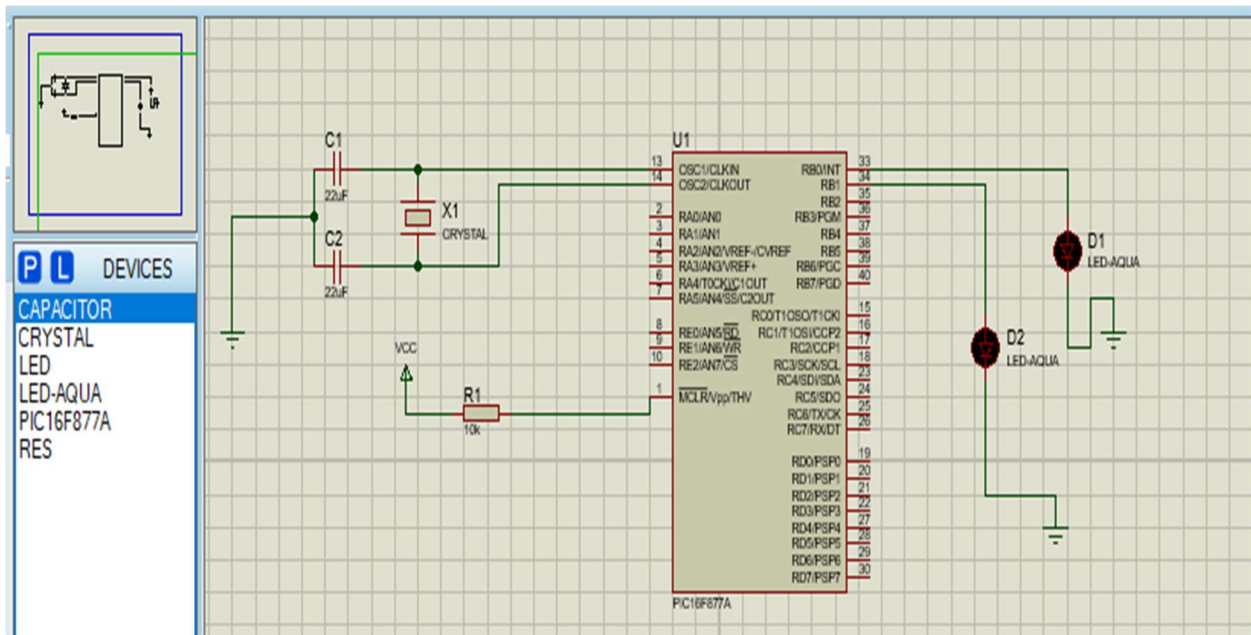 P L DEVICES
CAPACITOR
CRYSTAL
LED
LED-AQUA
PIC16F877A
RES
C1
22uF
C2
22uF
X1
CRYSTAL
VCC
R1
10k
U1
13 OSC1/CLKIN
14 OSC2/CLKOUT
2 RA0/AN0
3 RA1/AN1
4 RA2/AN2/VREF-/CVREF
5 RA3/AN3/VREF+
6 RA4/T0CKI/C1OUT
7 RA5/AN4/SS/C2OUT
8 RE0/AN5/RD
9 RE1/AN6/WR
10 RE2/AN7/CS
1 MCLR/Vpp/THV
RB0/INT 33
RB1 34
RB2 35
RB3/PGM 36
RB4 37
RB5 38
RB6/PGC 39
RB7/PGD 40
RC0/T1OSO/T1CKI 15
RC1/T1OSI/CCP2 16
RC2/CCP1 17
RC3/SCK/SCL 18
RC4/SDI/SDA 23
RC5/SDO 24
RC6/TX/CK 25
RC7/RX/DT 26
RD0/PSP0 19
RD1/PSP1 20
RD2/PSP2 21
RD3/PSP3 22
RD4/PSP4 27
RD5/PSP5 28
RD6/PSP6 29
RD7/PSP7 30
PIC16F877A
D1
LED-AQUA
D2
LED-AQUA